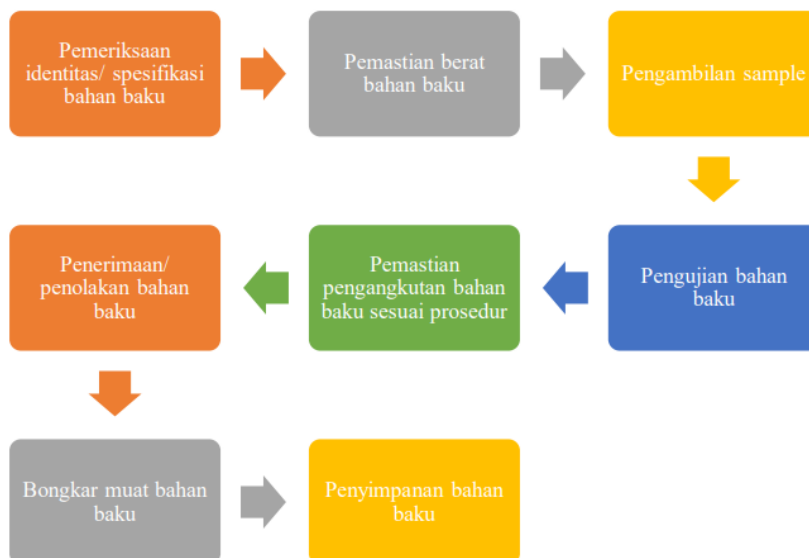 Pemeriksaan
identitas/ spesifikasi
bahan baku
Pemastian berat
bahan baku
Pengambilan sample
Pengujian bahan
baku
Pemastian
pengangkutan bahan
baku sesuai prosedur
Penerimaan/
penolakan bahan
baku
Bongkar muat bahan
baku
Penyimpanan bahan
baku